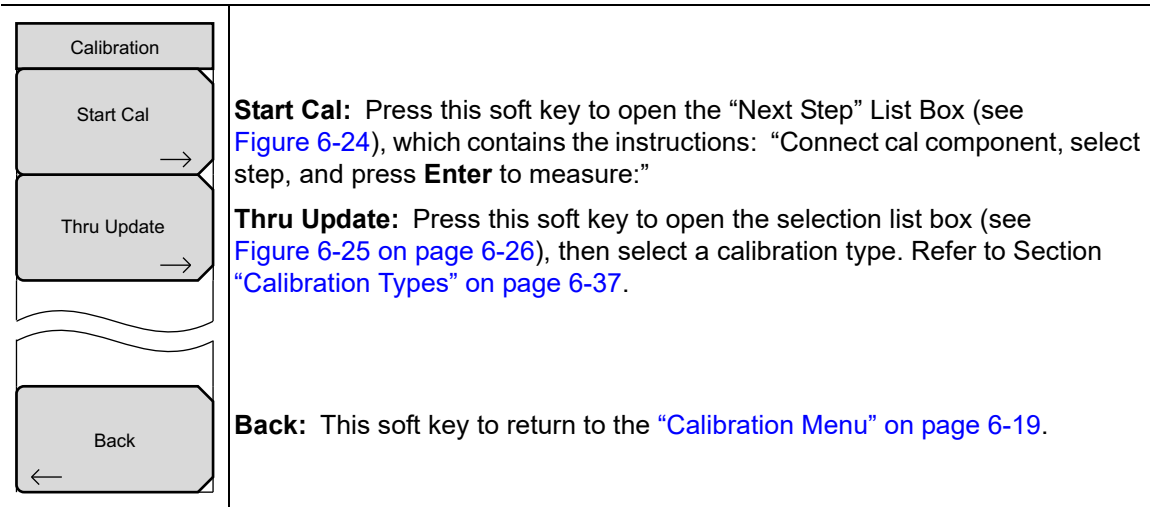 Calibration
Start Cal
Thru Update
Back
Start Cal: Press this soft key to open the “Next Step” List Box (see
Figure 6-24), which contains the instructions: “Connect cal component, select
step, and press Enter to measure:”
Thru Update: Press this soft key to open the selection list box (see
Figure 6-25 on page 6-26), then select a calibration type. Refer to Section
“Calibration Types” on page 6-37.
Back: This soft key to return to the “Calibration Menu” on page 6-19.